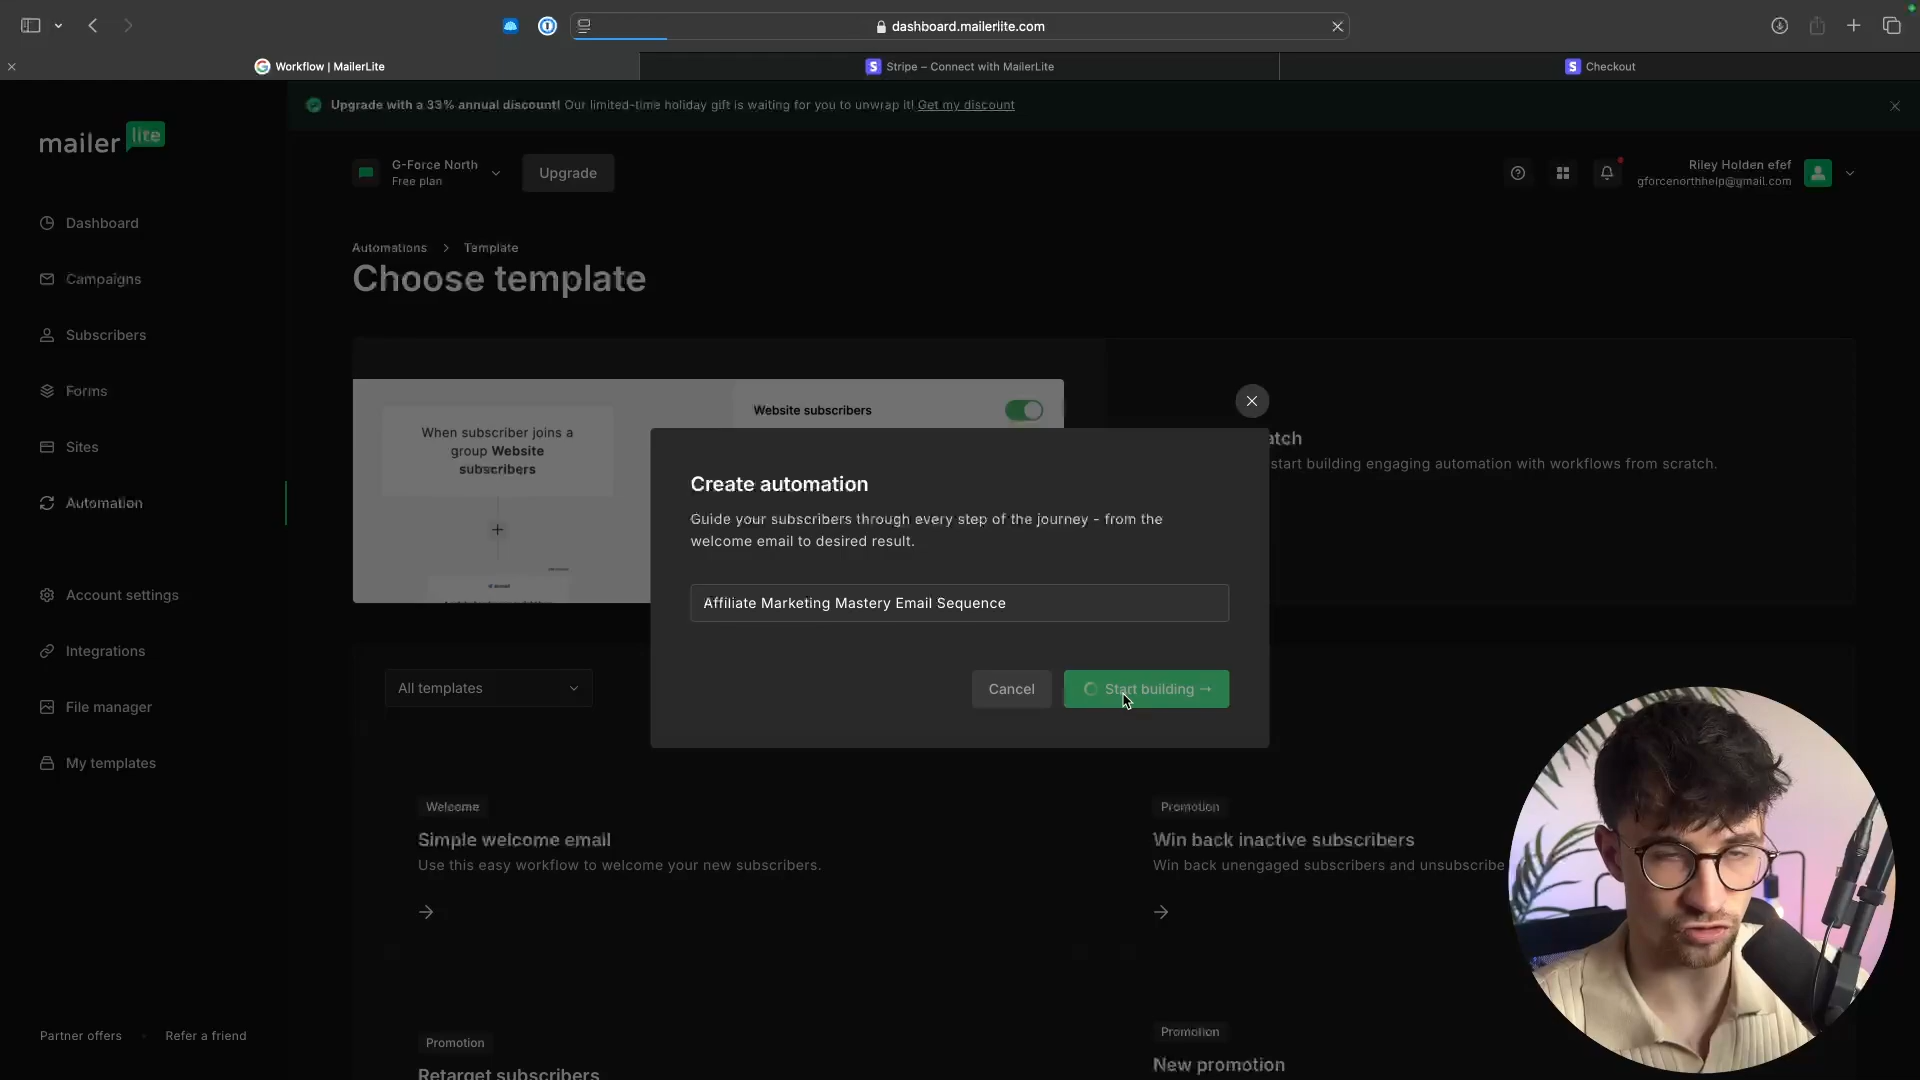 dashboard.mailerlite.com
Workflow | MailerLite
Stripe – Connect with MailerLite
Checkout
Upgrade with a 33% annual discount! Our limited-time holiday gift is waiting for you to unwrap it! Get my discount
mailer lite
G-Force North
Free plan
Upgrade
Riley Holden efef
gforcenorthhelp@gmail.com
Dashboard
Campaigns
Subscribers
Forms
Sites
Automation
Account settings
Integrations
File manager
My templates
Partner offers
Refer a friend
Automations > Template
Choose template
When subscriber joins a
group Website
subscribers
Website subscribers
atch
start building engaging automation with workflows from scratch.
Create automation
Guide your subscribers through every step of the journey - from the
welcome email to desired result.
Affiliate Marketing Mastery Email Sequence
Cancel
Start building →
All templates
Welcome
Simple welcome email
Use this easy workflow to welcome your new subscribers.
Promotion
Win back inactive subscribers
Win back unengaged subscribers and unsubscribe
Promotion
Retarget subscribers
Promotion
New promotion